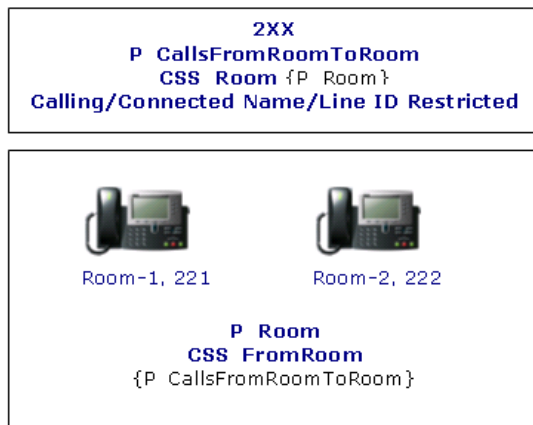 2XX
P CallsFromRoomToRoom
CSS Room {P Room}
Calling/Connected Name/Line ID Restricted
Room-1, 221 Room-2, 222
P Room
CSS FromRoom
{P CallsFromRoomToRoom}